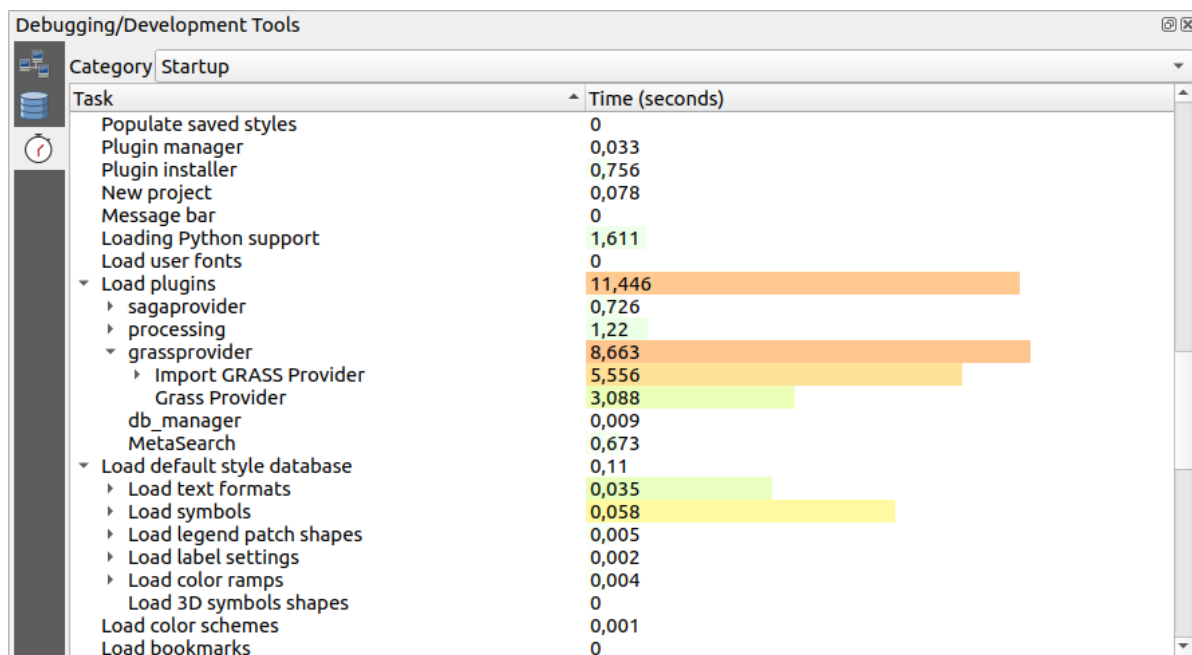 Debugging/Development Tools
Category Startup
Task Time (seconds)
Populate saved styles 0
Plugin manager 0,033
Plugin installer 0,756
New project 0,078
Message bar 0
Loading Python support 1,611
Load user fonts 0
Load plugins 11,446
sagaprovider 0,726
processing 1,22
grassprovider 8,663
Import GRASS Provider 5,556
Grass Provider 3,088
db_manager 0,009
MetaSearch 0,673
Load default style database 0,11
Load text formats 0,035
Load symbols 0,058
Load legend patch shapes 0,005
Load label settings 0,002
Load color ramps 0,004
Load 3D symbols shapes 0
Load color schemes 0,001
Load bookmarks 0